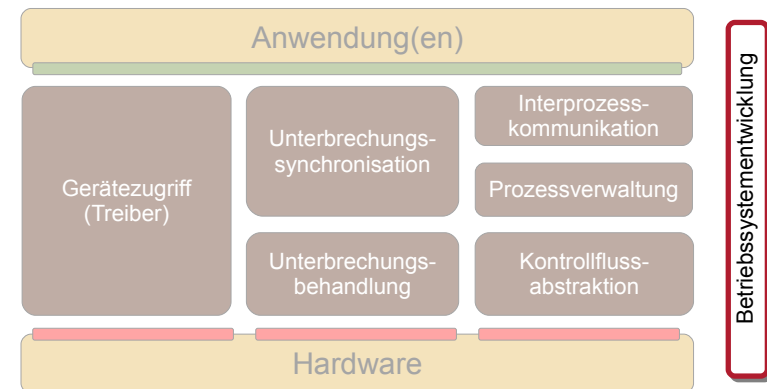 Anwendung(en)
Gerätezugriff
(Treiber)
Unterbrechungs-
synchronisation
Interprozess-
kommunikation
Prozessverwaltung
Unterbrechungs-
behandlung
Kontrollfluss-
abstraktion
Hardware
Betriebssystementwicklung